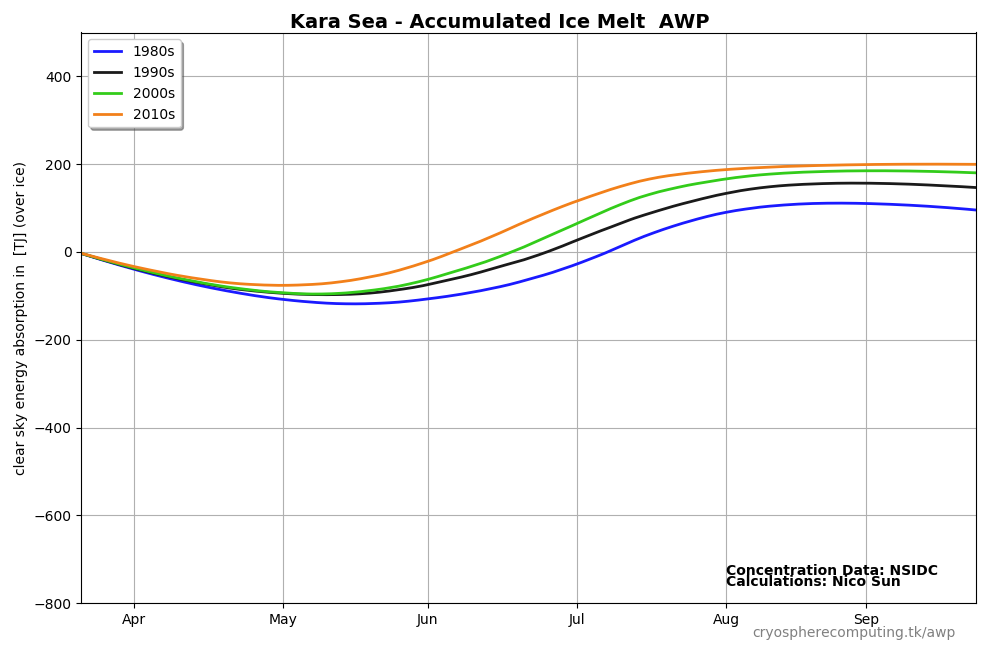 Kara Sea - Accumulated Ice Melt  AWP
1980s
1990s
2000s
2010s
clear sky energy absorption in  [TJ] (over ice)
400
200
0
−200
−400
−600
−800
Apr May Jun Jul Aug Sep
Concentration Data: NSIDC
Calculations: Nico Sun
cryospherecomputing.tk/awp